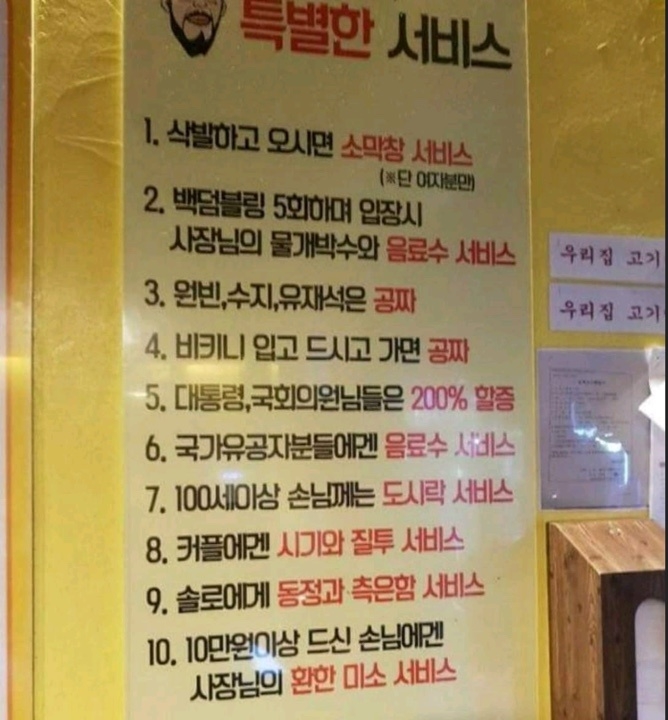 특별한 서비스
1. 삭발하고 오시면 소막창 서비스
(※단 여자분만)
2. 백덤블링 5회하며 입장시
사장님의 물개박수와 음료수 서비스
3. 원빈,수지,유재석은 공짜
4. 비키니 입고 드시고 가면 공짜
5. 대통령,국회의원님들은 200% 할증
6. 국가유공자분들에겐 음료수 서비스
7. 100세이상 손님께는 도시락 서비스
8. 커플에겐 시기와 질투 서비스
9. 솔로에게 동정과 측은함 서비스
10. 10만원이상 드신 손님에겐
사장님의 환한 미소 서비스
우리집 고기
우리집 고기